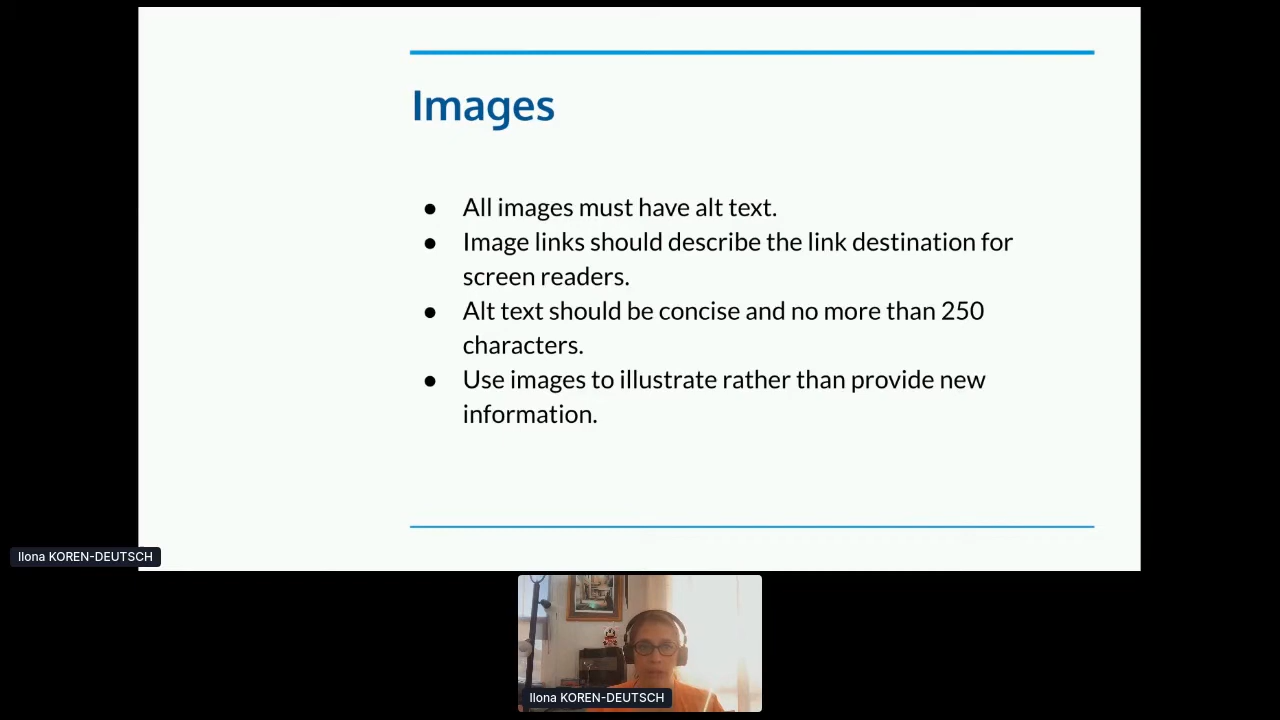 Images
● All images must have alt text.
● Image links should describe the link destination for
screen readers.
● Alt text should be concise and no more than 250
characters.
● Use images to illustrate rather than provide new
information.
Ilona KOREN-DEUTSCH
Ilona KOREN-DEUTSCH